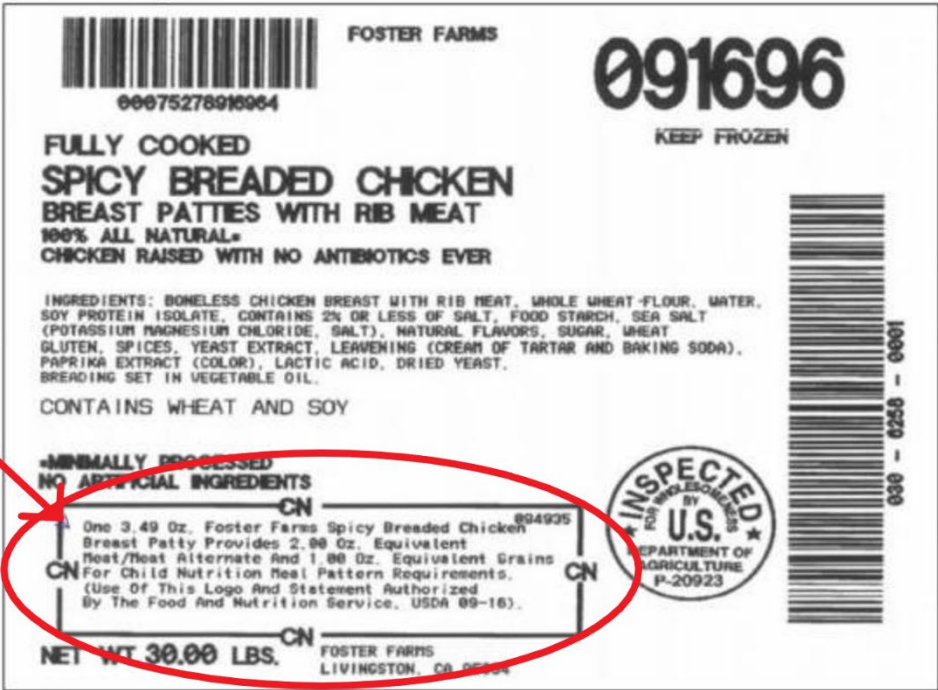 FOSTER FARMS
00075278916964
091696
KEEP FROZEN
FULLY COOKED
SPICY BREADED CHICKEN
BREAST PATTIES WITH RIB MEAT
100% ALL NATURAL*
CHICKEN RAISED WITH NO ANTIBIOTICS EVER
INGREDIENTS: BONELESS CHICKEN BREAST WITH RIB MEAT, WHOLE WHEAT FLOUR, WATER,
SOY PROTEIN ISOLATE, CONTAINS 2% OR LESS OF SALT, FOOD STARCH, SEA SALT
(POTASSIUM MAGNESIUM CHLORIDE, SALT), NATURAL FLAVORS, SUGAR, WHEAT
GLUTEN, SPICES, YEAST EXTRACT, LEAVENING (CREAM OF TARTAR AND BAKING SODA),
PAPRIKA EXTRACT (COLOR), LACTIC ACID, DRIED YEAST.
BREADING SET IN VEGETABLE OIL.
CONTAINS WHEAT AND SOY
*MINIMALLY PROCESSED
NO ARTIFICIAL INGREDIENTS
CN
094935
One 3.49 Oz. Foster Farms Spicy Breaded Chicken
Breast Patty Provides 2.00 Oz. Equivalent
Meat/Meat Alternate And 1.00 Oz. Equivalent Grains
CN
For Child Nutrition Meal Pattern Requirements.
CN
(Use Of This Logo And Statement Authorized
By The Food And Nutrition Service, USDA 09-16).
CN
NET WT 30.00 LBS.
FOSTER FARMS
LIVINGSTON, CA
INSPECTED
FOR WHOLESOMENESS
BY
U.S.
DEPARTMENT OF
AGRICULTURE
P-20923
030 - 6258 - 0001